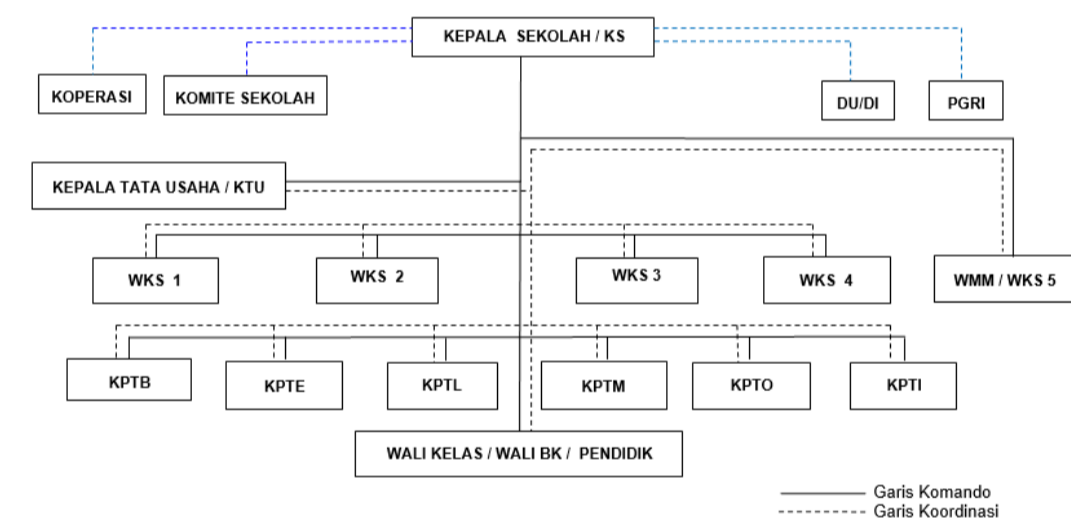 KEPALA SEKOLAH / KS
KOPERASI
KOMITE SEKOLAH
DU/DI
PGRI
KEPALA TATA USAHA / KTU
WKS 1
WKS 2
WKS 3
WKS 4
WMM / WKS 5
KPTB
KPTE
KPTL
KPTM
KPTO
KPTI
WALI KELAS / WALI BK / PENDIDIK
Garis Komando
Garis Koordinasi